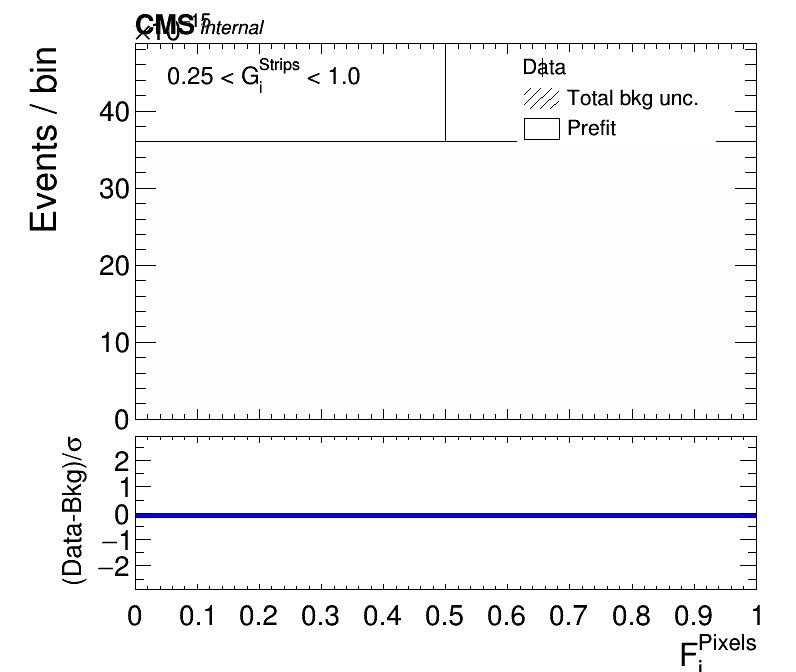 CMS Internal
×10^15
Events / bin
0.25 < G_i^Strips < 1.0
Data
Total bkg unc.
Prefit
40
30
20
10
0
(Data-Bkg)/σ
2
1
0
−1
−2
0 0.1 0.2 0.3 0.4 0.5 0.6 0.7 0.8 0.9 1
F_i^Pixels